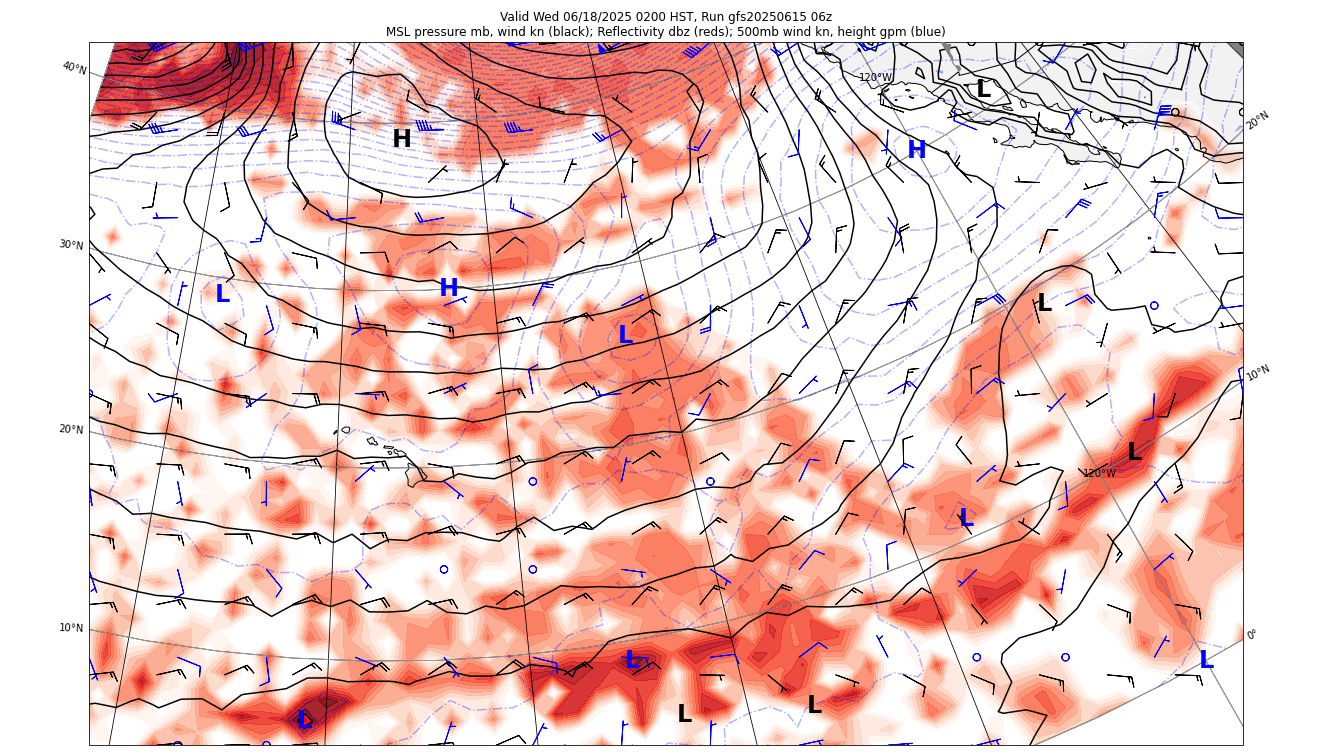 Valid Wed 06/18/2025 0200 HST, Run gfs20250615 06z
MSL pressure mb, wind kn (black); Reflectivity dbz (reds); 500mb wind kn, height gpm (blue)
40°N
120°W
L
20°N
H
H
30°N
L
H
L
L
10°N
20°N
L
120°W
L
10°N
0°
L
L
L
L
L